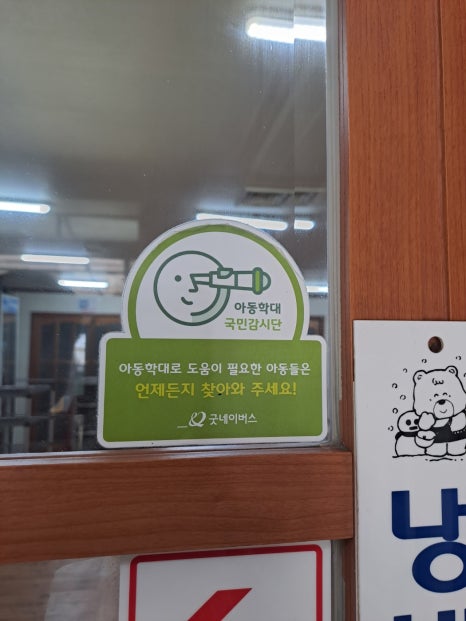 아동학대
국민감시단
아동학대로 도움이 필요한 아동들은
언제든지 찾아와 주세요!
굿네이버스
냉